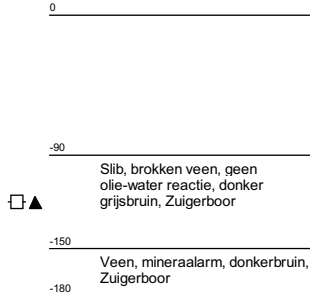 0
-90
Slib, brokken veen, geen
olie-water reactie, donker
grijsbruin, Zuigerboor
-150
Veen, mineraalarm, donkerbruin,
Zuigerboor
-180